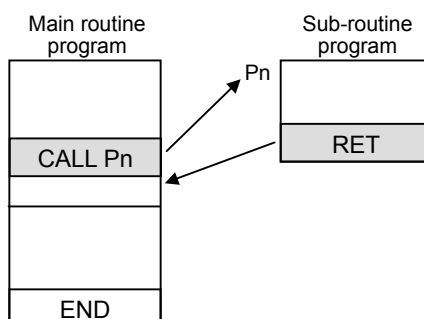 Main routine
program
Sub-routine
program
Pn
CALL Pn
RET
END